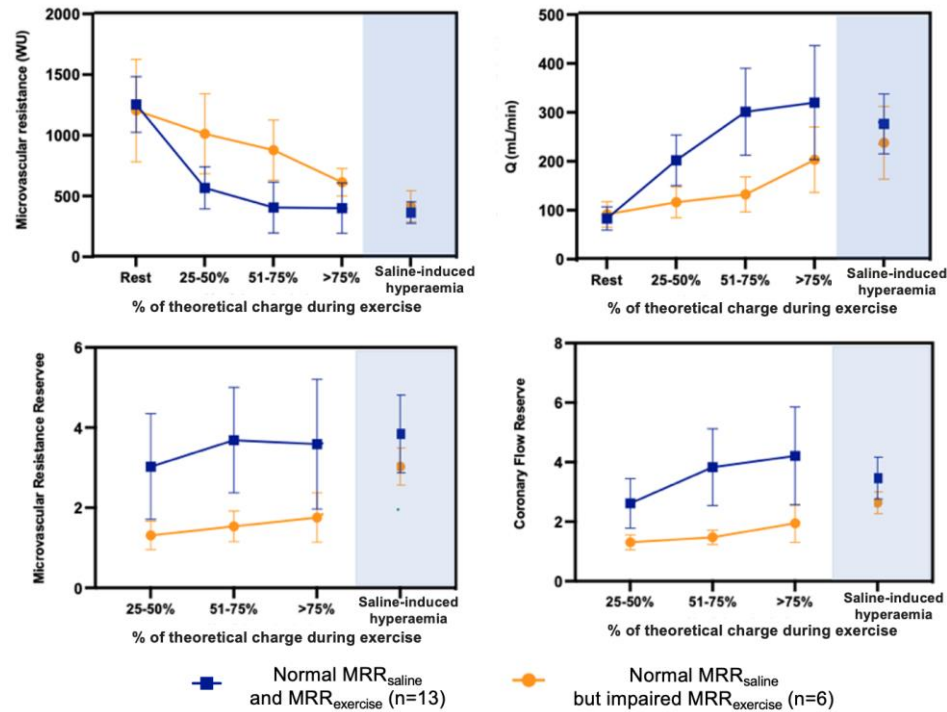 Microvascular resistance (WU)
2000
1500
1000
500
0
Rest
25-50%
51-75%
>75%
Saline-induced
hyperaemia
% of theoretical charge during exercise
Q (mL/min)
500
400
300
200
100
0
Rest
25-50%
51-75%
>75%
Saline-induced
hyperaemia
% of theoretical charge during exercise
Microvascular Resistance Reservee
6
4
2
0
25-50%
51-75%
>75%
Saline-induced
hyperaemia
% of theoretical charge during exercise
Coronary Flow Reserve
8
6
4
2
0
25-50%
51-75%
>75%
Saline-induced
hyperaemia
% of theoretical charge during exercise
Normal MRRsaline
and MRRexercise (n=13)
Normal MRRsaline
but impaired MRRexercise (n=6)